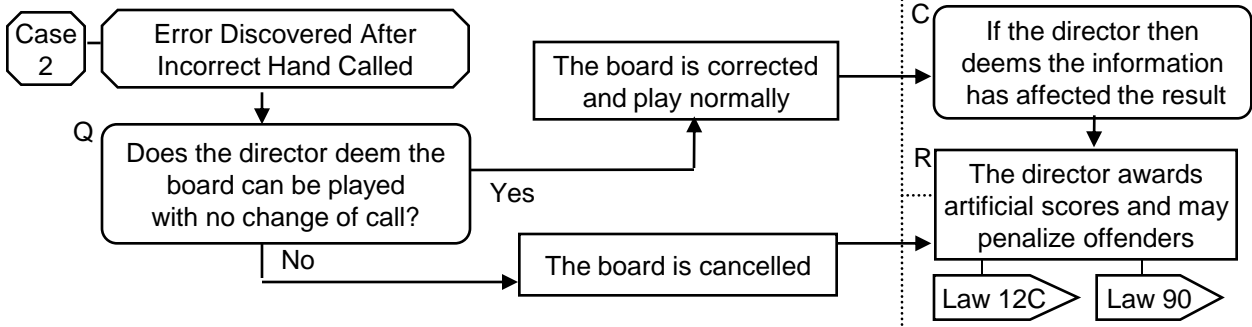 Case
2
Error Discovered After
Incorrect Hand Called
Q
Does the director deem the
board can be played
with no change of call?
Yes
No
The board is corrected
and play normally
The board is cancelled
C
If the director then
deems the information
has affected the result
R
The director awards
artificial scores and may
penalize offenders
Law 12C
Law 90